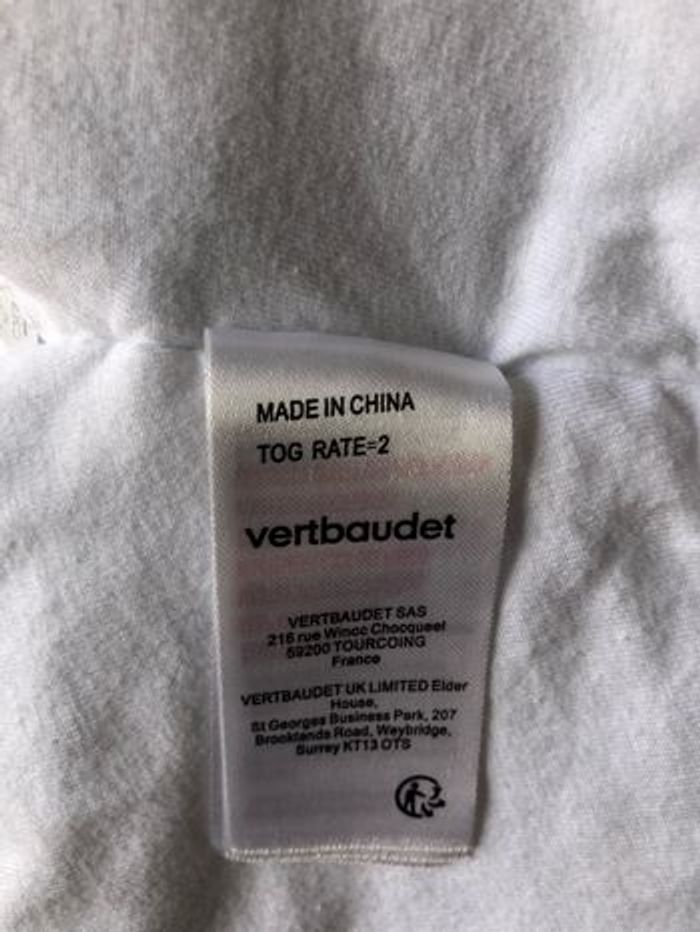 MADE IN CHINA
TOG RATE=2
vertbaudet
VERTBAUDET SAS
216 rue Winoc Chocqueel
59200 TOURCOING
France
VERTBAUDET UK LIMITED Elder
House,
St Georges Business Park, 207
Brooklands Road, Weybridge,
Surrey KT13 OTS